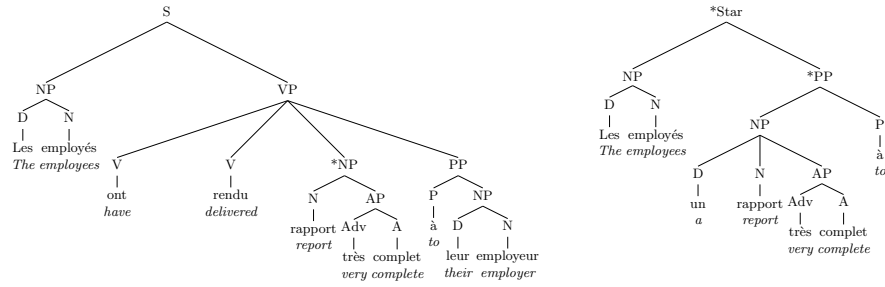 S
*Star
NP
VP
NP
*PP
D
N
D
N
NP
P
Les employés
The employees
Les employés
The employees
à
to
V
V
*NP
PP
D
N
AP
ont
have
rendu
delivered
N
AP
P
NP
un
a
rapport
report
Adv
A
rapport
report
Adv
A
à
to
D
N
très complet
very complete
très complet
very complete
leur employeur
their employer